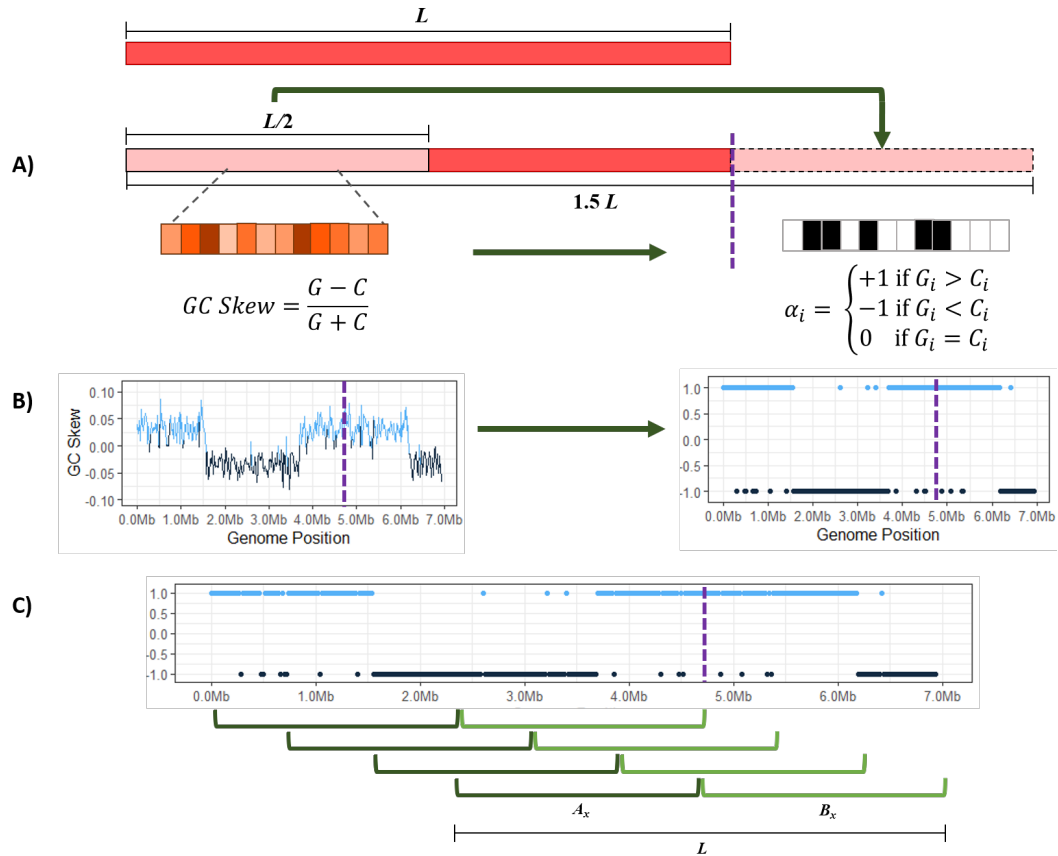 L
L/2
A)
1.5 L
GC Skew = \frac{G − C}{G + C}
α_i = { +1 if G_i > C_i
−1 if G_i < C_i
0 if G_i = C_i
B)
GC Skew
0.10
0.05
0.00
-0.05
-0.10
0.0Mb 1.0Mb 2.0Mb 3.0Mb 4.0Mb 5.0Mb 6.0Mb 7.0Mb
Genome Position
1.0
0.5
0.0
-0.5
-1.0
0.0Mb 1.0Mb 2.0Mb 3.0Mb 4.0Mb 5.0Mb 6.0Mb 7.0Mb
Genome Position
C)
1.0
0.5
0.0
-0.5
-1.0
0.0Mb 1.0Mb 2.0Mb 3.0Mb 4.0Mb 5.0Mb 6.0Mb 7.0Mb
A_x B_x
L